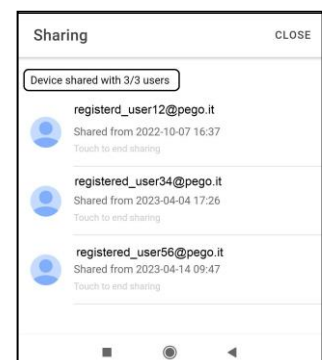 Sharing CLOSE
Device shared with 3/3 users
registerd_user12@pego.it
Shared from 2022-10-07 16:37
Touch to end sharing
registered_user34@pego.it
Shared from 2023-04-04 17:26
Touch to end sharing
registered_user56@pego.it
Shared from 2023-04-14 09:47
Touch to end sharing